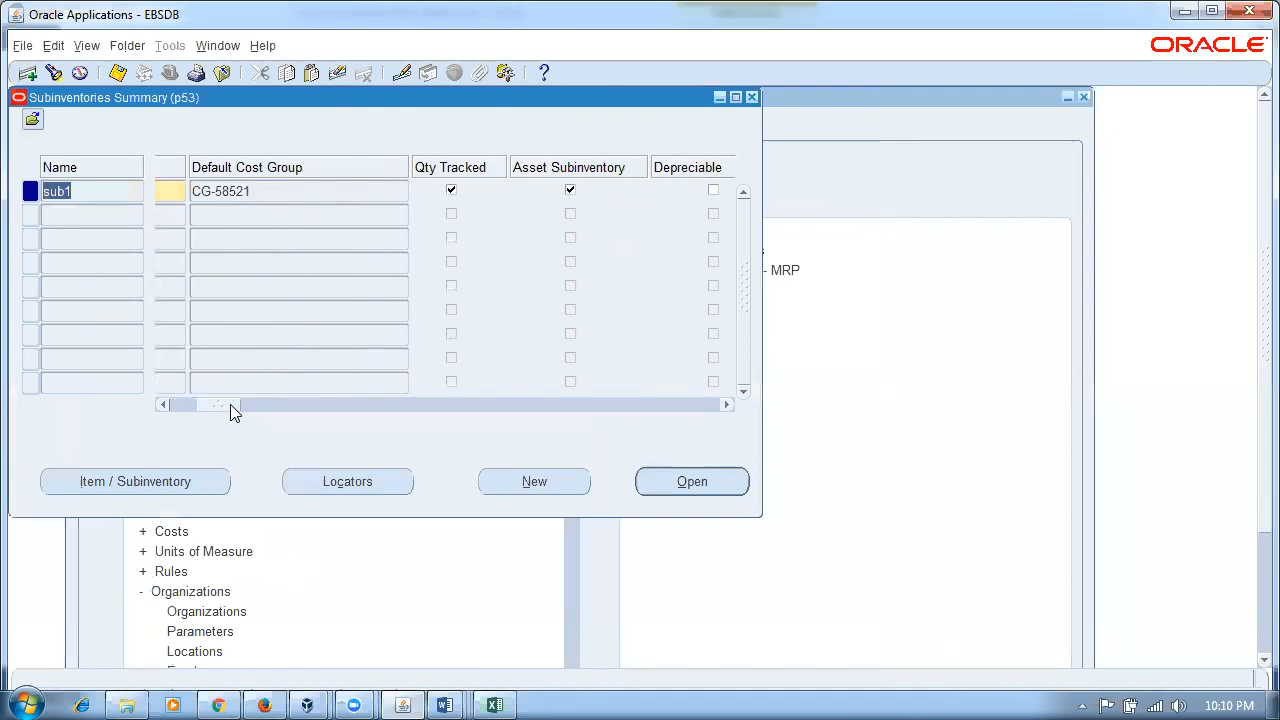 Oracle Applications - EBSDB
File Edit View Folder Tools Window Help
ORACLE
Subinventories Summary (p53)
Name Default Cost Group Qty Tracked Asset Subinventory Depreciable
sub1 CG-58521
- MRP
Item / Subinventory Locators New Open
+ Costs
+ Units of Measure
+ Rules
- Organizations
Organizations
Parameters
Locations
10:10 PM